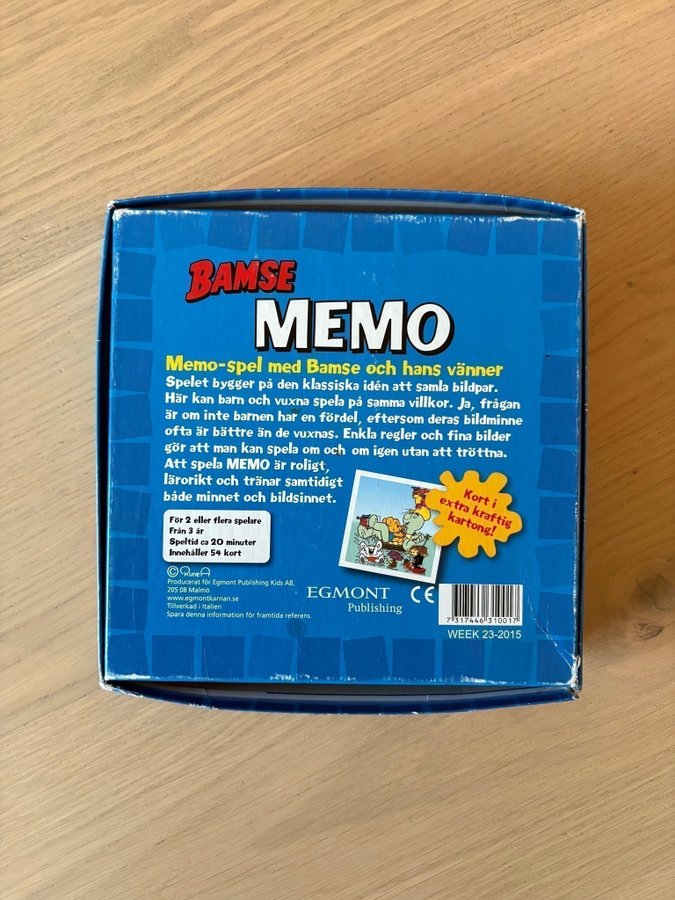 BAMSE
MEMO
Memo-spel med Bamse och hans vänner
Spelet bygger på den klassiska idén att samla bildpar.
Här kan barn och vuxna spela på samma villkor. Ja, frågan
är om inte barnen har en fördel, eftersom deras bildminne
ofta är bättre än de vuxnas. Enkla regler och fina bilder
gör att man kan spela om och om igen utan att tröttna.
Att spela MEMO är roligt,
lärorikt och tränar samtidigt
både minnet och bildsinnet.
Kort i
extra kraftig
kartong!
För 2 eller flera spelare
Från 3 år
Speltid ca 20 minuter
Innehåller 54 kort
© Rune A
Producerat för Egmont Publishing Kids AB,
205 08 Malmö
www.egmontkarnan.se
Tillverkad i Italien
Spara denna information för framtida referens.
EGMONT
Publishing
CE
7 317446 310017
WEEK 23-2015